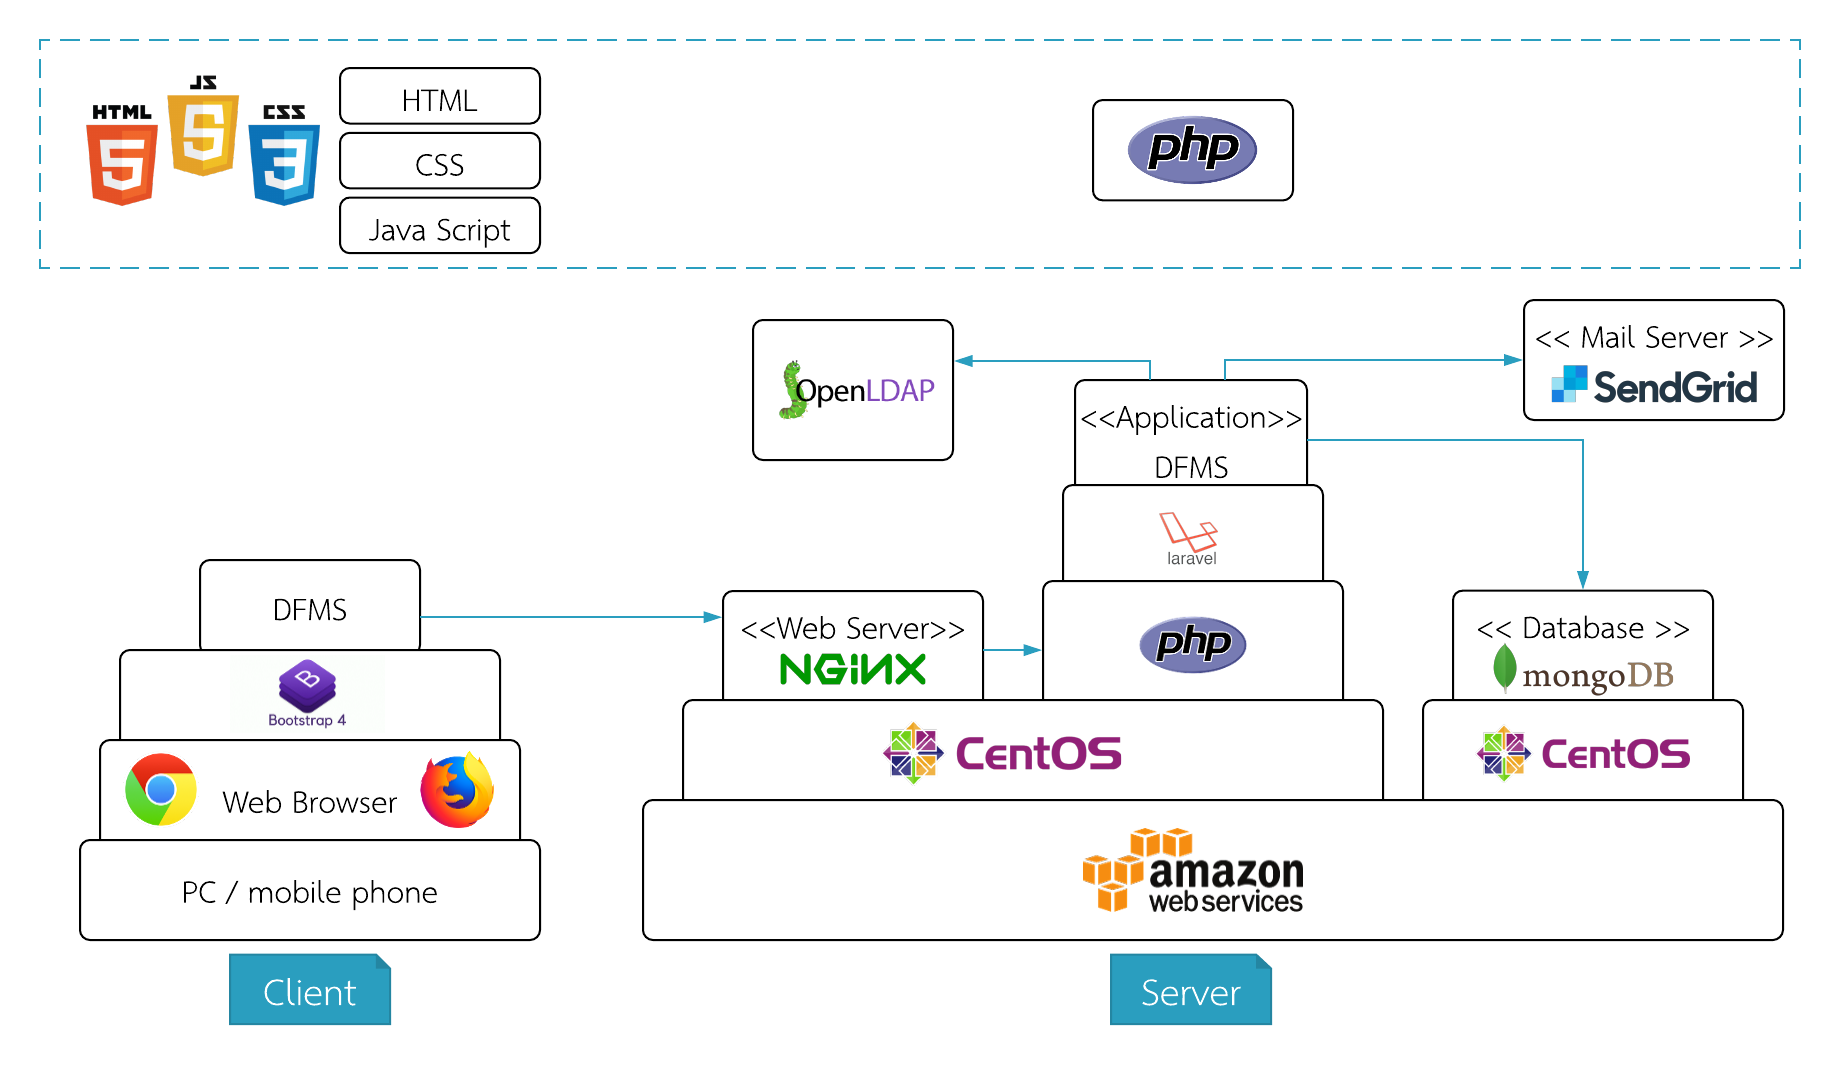 JS
HTML
CSS
HTML
CSS
Java Script
php
OpenLDAP
<< Mail Server >>
SendGrid
<<Application>>
DFMS
laravel
DFMS
<<Web Server>>
NGINX
php
<< Database >>
mongoDB
B
Bootstrap 4
CentOS
CentOS
Web Browser
amazon
web services
PC / mobile phone
Client
Server